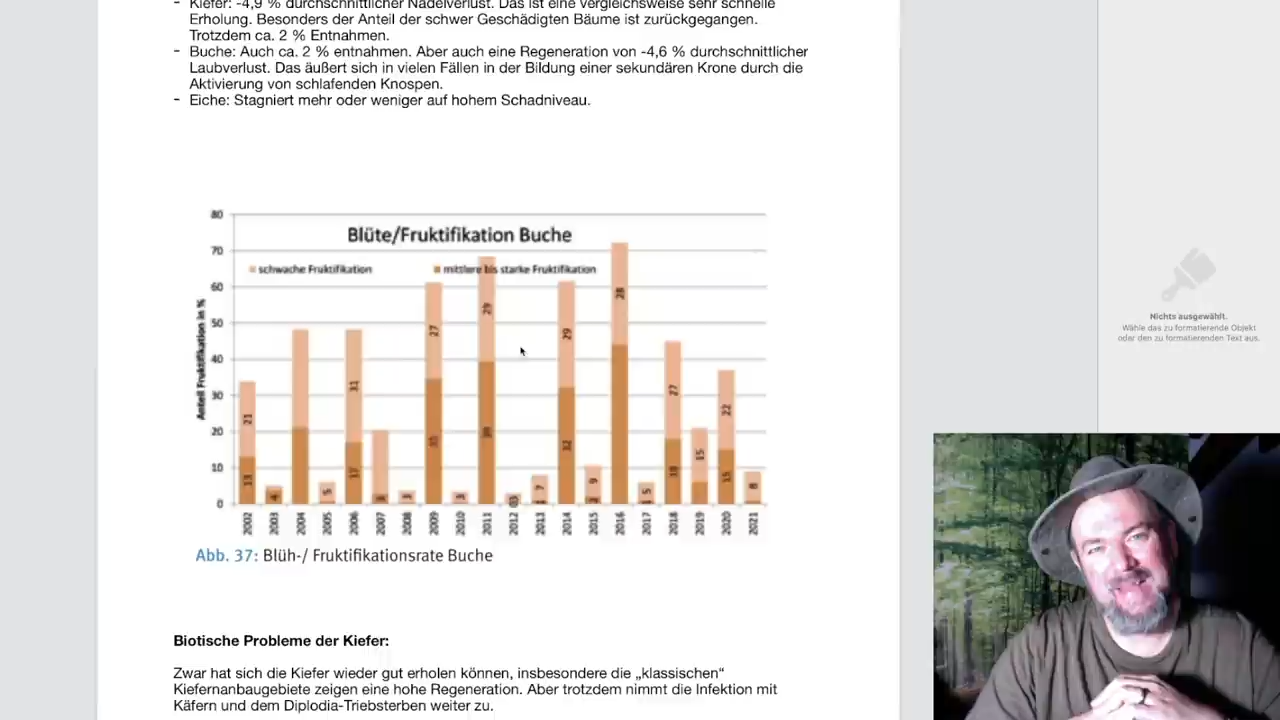 - Kiefer: -4,9 % durchschnittlicher Nadelverlust. Das ist eine vergleichsweise sehr schnelle
Erholung. Besonders der Anteil der schwer Geschädigten Bäume ist zurückgegangen.
Trotzdem ca. 2 % Entnahmen.
- Buche: Auch ca. 2 % entnahmen. Aber auch eine Regeneration von -4,6 % durchschnittlicher
Laubverlust. Das äußert sich in vielen Fällen in der Bildung einer sekundären Krone durch die
Aktivierung von schlafenden Knospen.
- Eiche: Stagniert mehr oder weniger auf hohem Schadniveau.
Blüte/Fruktifikation Buche
schwache Fruktifikation mittlere bis starke Fruktifikation
Anteil Fruktifikation in %
80
70
60
50
40
30
20
10
0
21 31 27 29 29 28 27 15 22
13 4 5 17 3 3 35 3 39 7 32 9 2 5 18 15 8
2002 2003 2004 2005 2006 2007 2008 2009 2010 2011 2012 2013 2014 2015 2016 2017 2018 2019 2020 2021
Abb. 37: Blüh-/ Fruktifikationsrate Buche
Biotische Probleme der Kiefer:
Zwar hat sich die Kiefer wieder gut erholen können, insbesondere die „klassischen“
Kiefernanbaugebiete zeigen eine hohe Regeneration. Aber trotzdem nimmt die Infektion mit
Käfern und dem Diplodia-Triebsterben weiter zu.
Nichts ausgewählt.
Wähle das zu formatierende Objekt
oder den zu formatierenden Text aus.